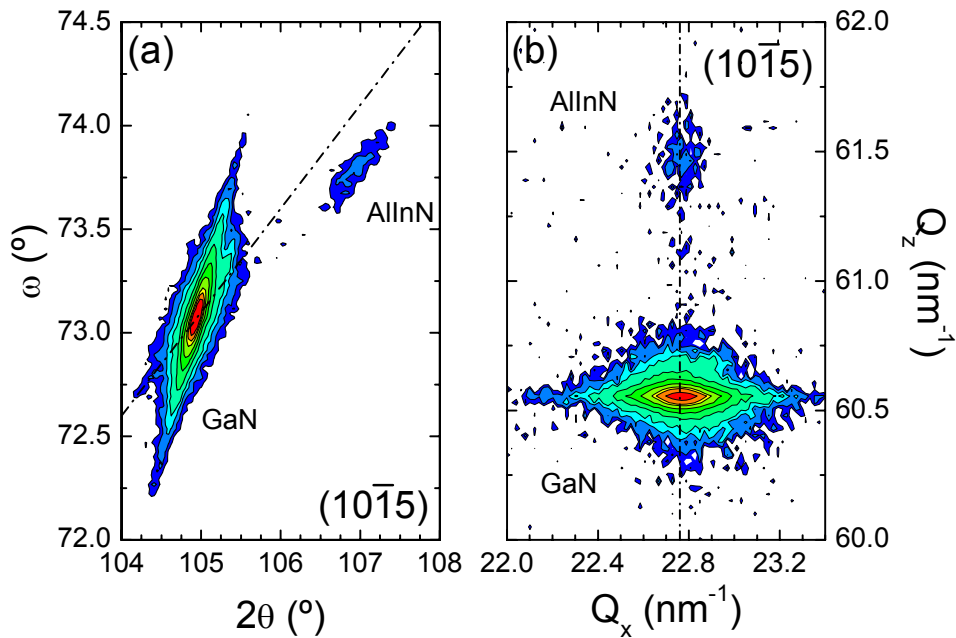 (a)
74.5
74.0
73.5
73.0
72.5
72.0
ω (º)
AlInN
GaN
(101̅5)
104 105 106 107 108
2θ (º)
(b)
(101̅5)
AlInN
GaN
62.0
61.5
61.0
60.5
60.0
Q_z (nm⁻¹)
22.0 22.4 22.8 23.2
Q_x (nm⁻¹)